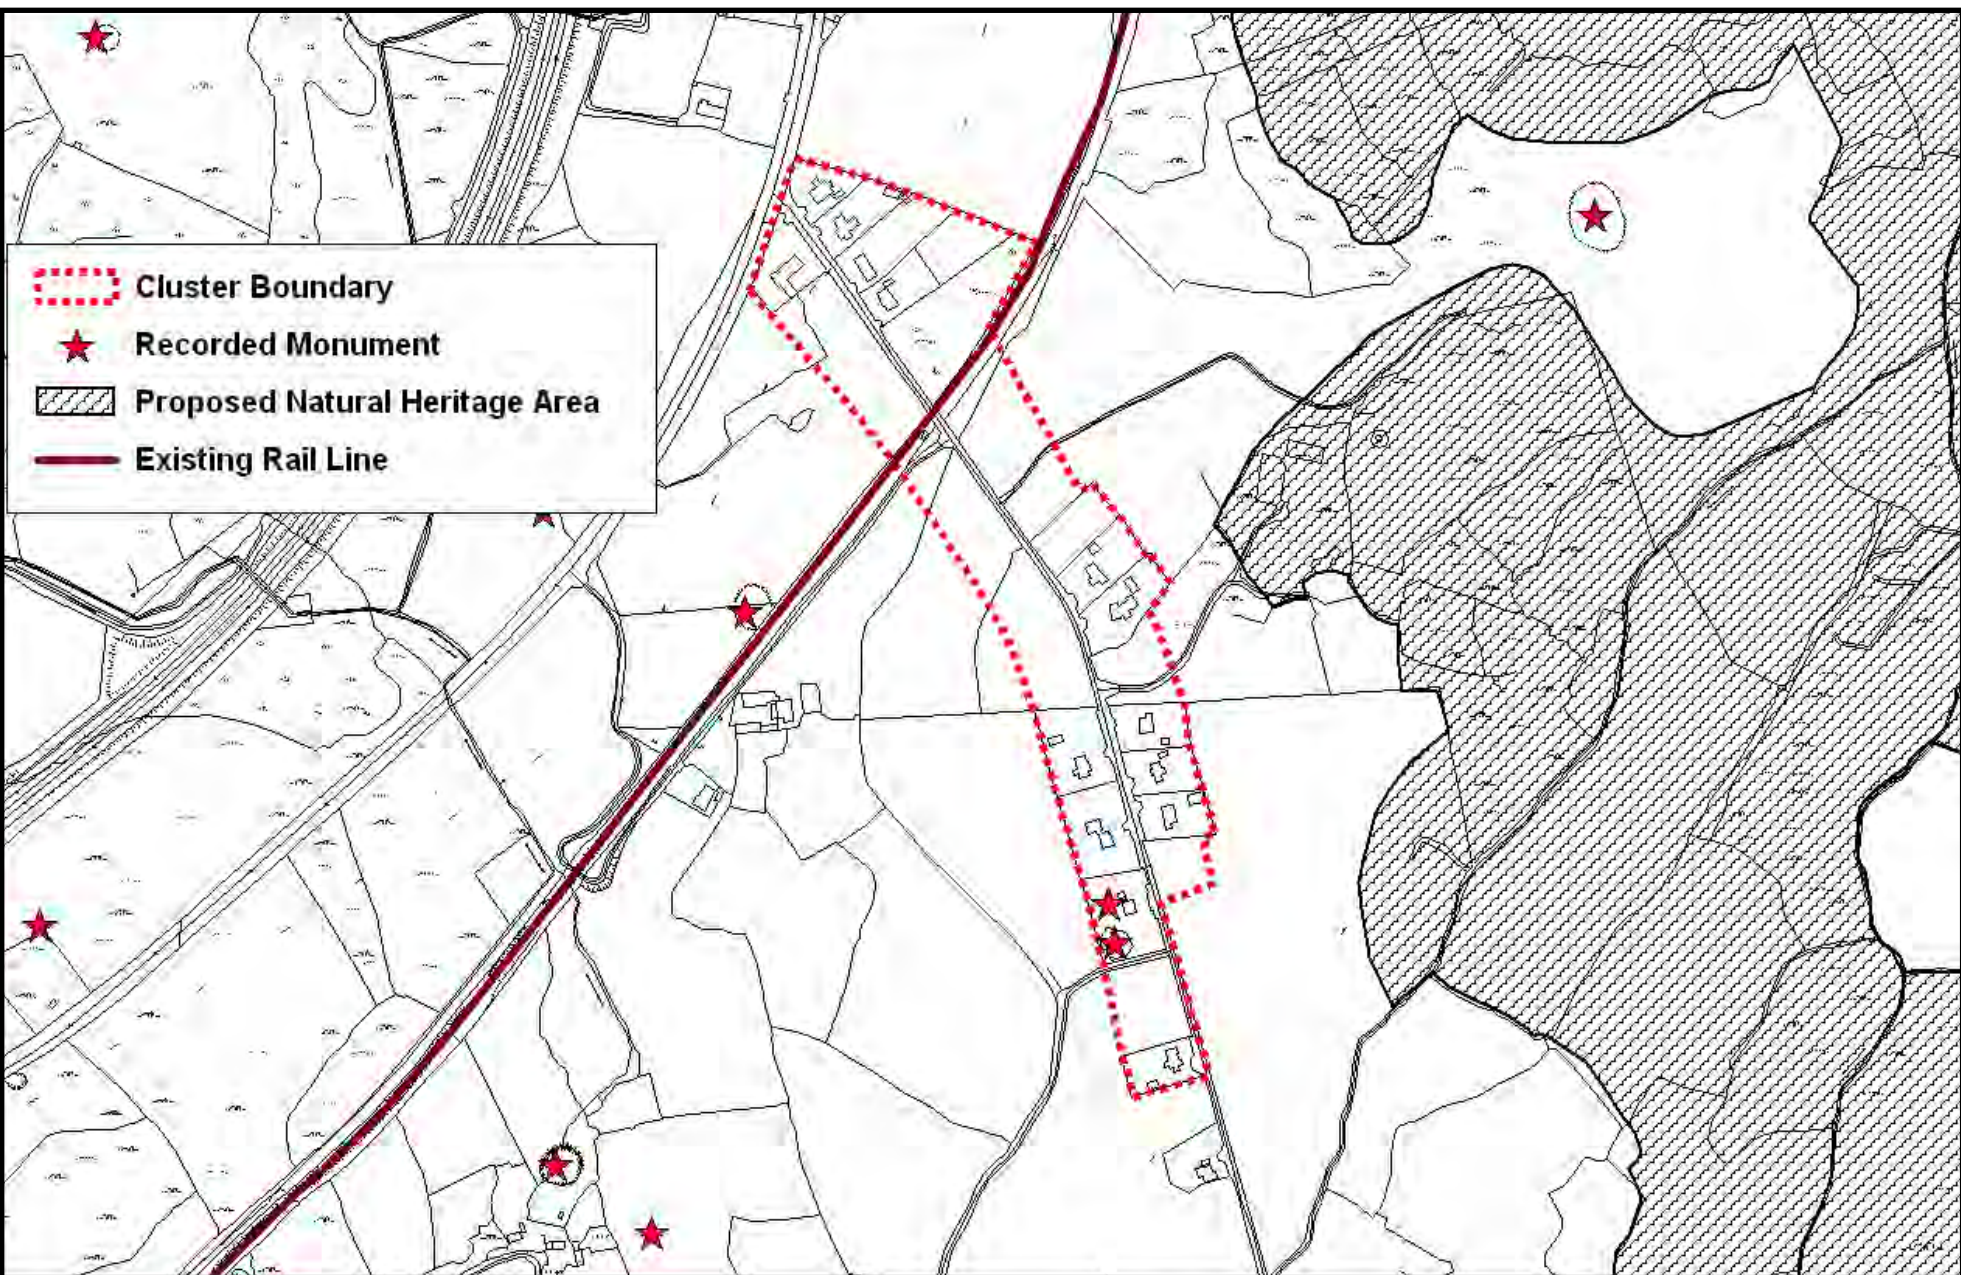 Cluster Boundary
Recorded Monument
Proposed Natural Heritage Area
Existing Rail Line